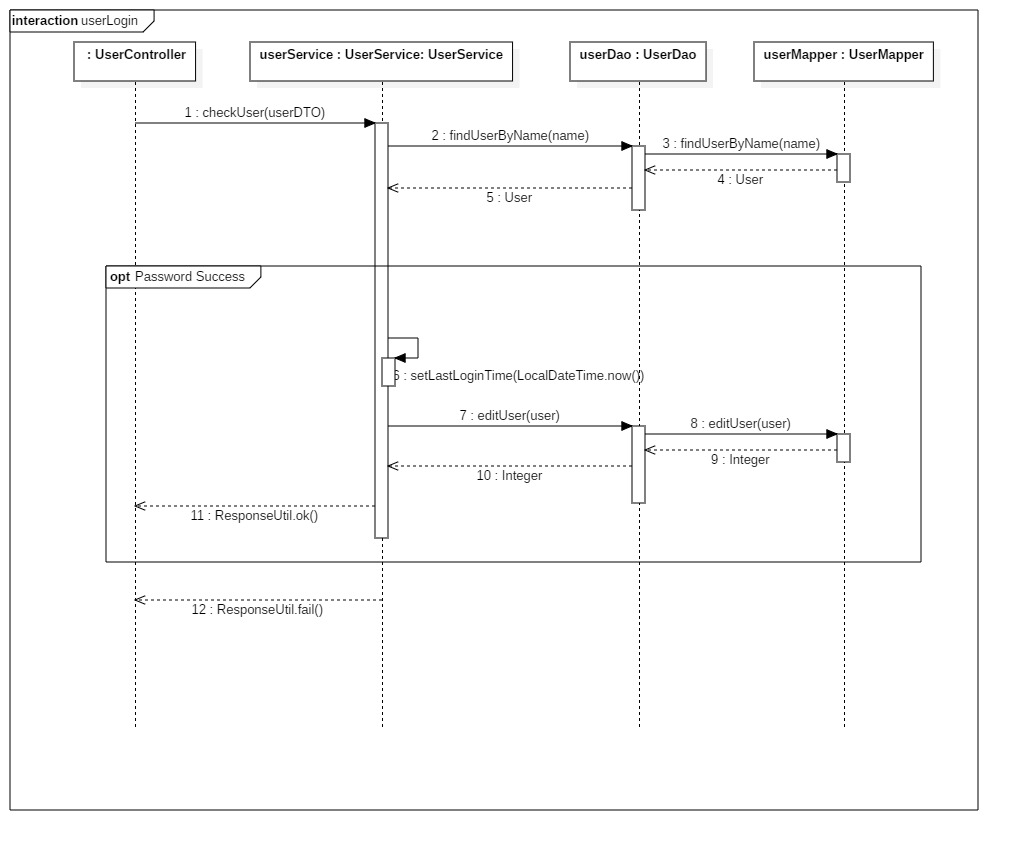 interaction userLogin
: UserController
userService : UserService: UserService
userDao : UserDao
userMapper : UserMapper
1 : checkUser(userDTO)
2 : findUserByName(name)
3 : findUserByName(name)
4 : User
5 : User
opt Password Success
6 : setLastLoginTime(LocalDateTime.now())
7 : editUser(user)
8 : editUser(user)
9 : Integer
10 : Integer
11 : ResponseUtil.ok()
12 : ResponseUtil.fail()